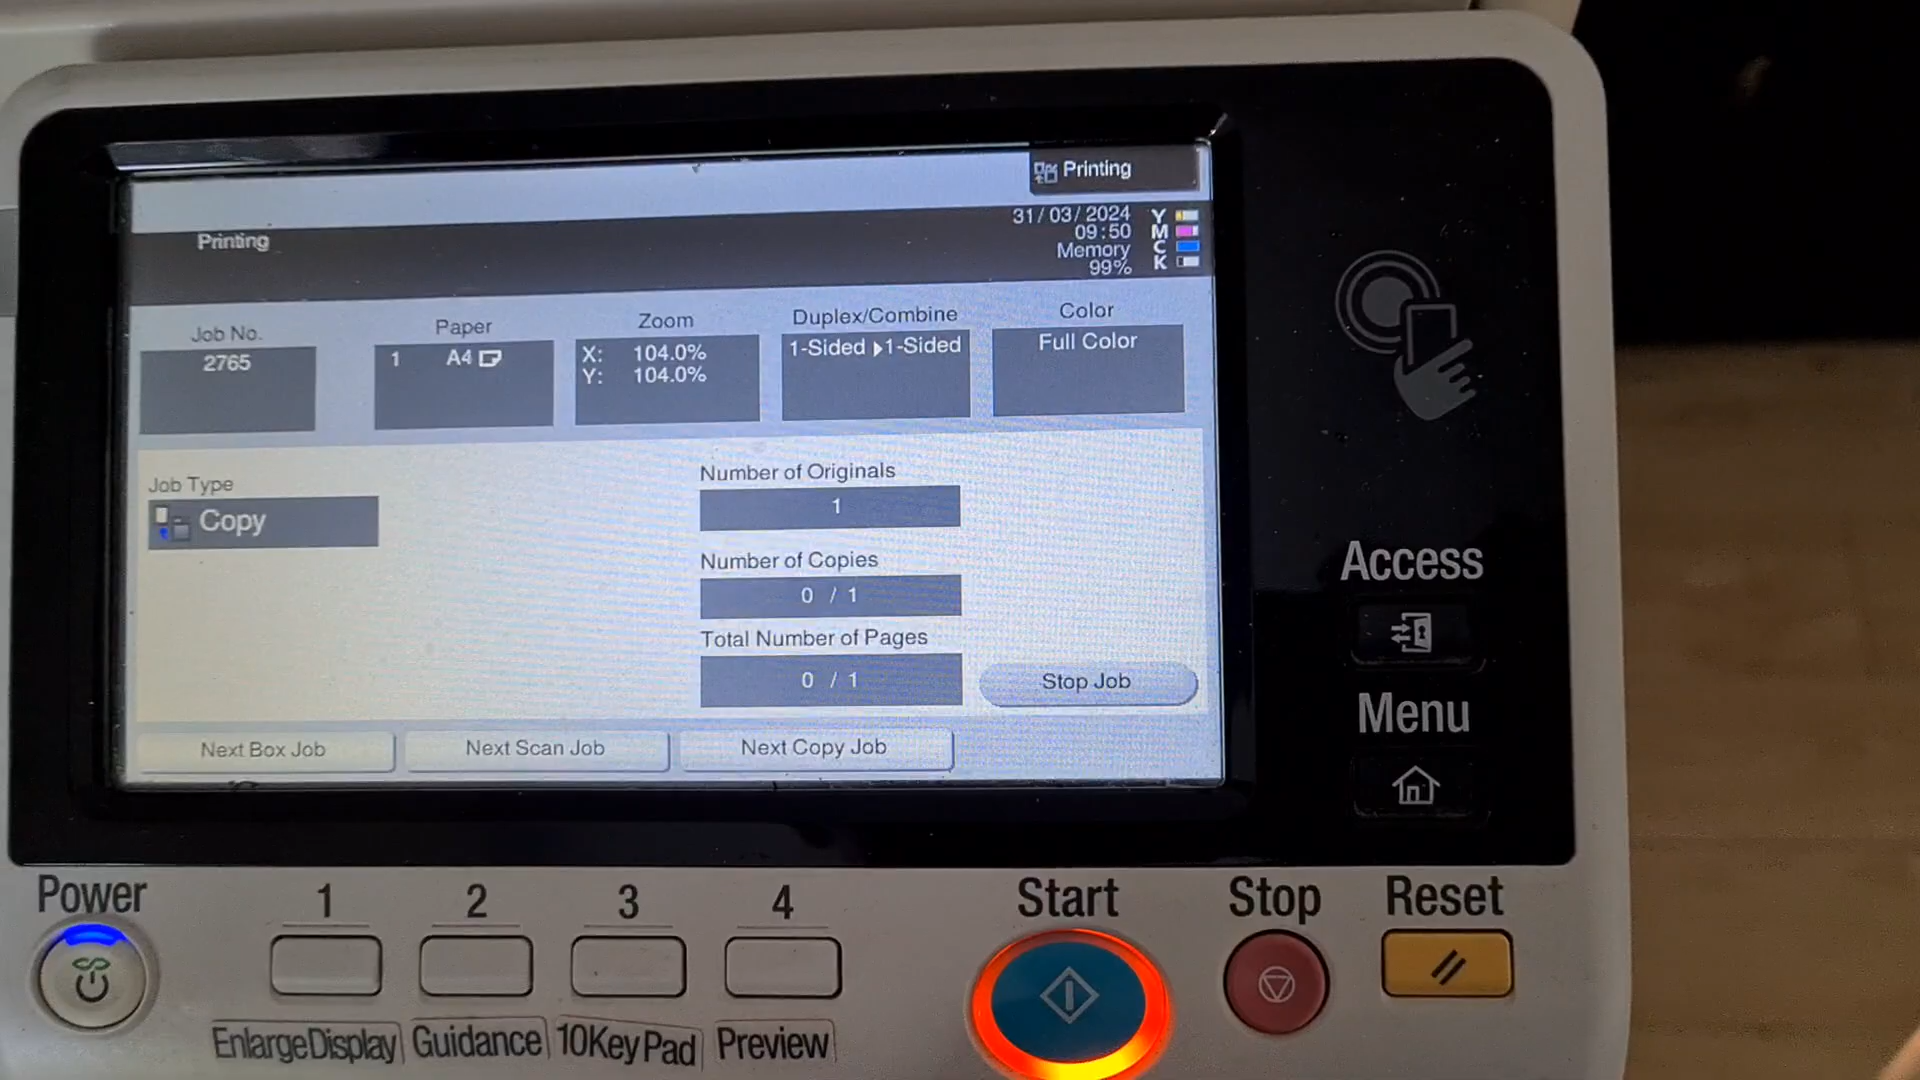 Printing
Printing
31/03/2024
09:50
Memory
99%
Y
M
C
K
Job No.
2765
Paper
1 A4
Zoom
X: 104.0%
Y: 104.0%
Duplex/Combine
1-Sided ▶1-Sided
Color
Full Color
Job Type
Copy
Number of Originals
1
Number of Copies
0 / 1
Total Number of Pages
0 / 1
Stop Job
Next Box Job
Next Scan Job
Next Copy Job
Access
Menu
Power
1
2
3
4
Start
Stop
Reset
EnlargeDisplay
Guidance
10KeyPad
Preview